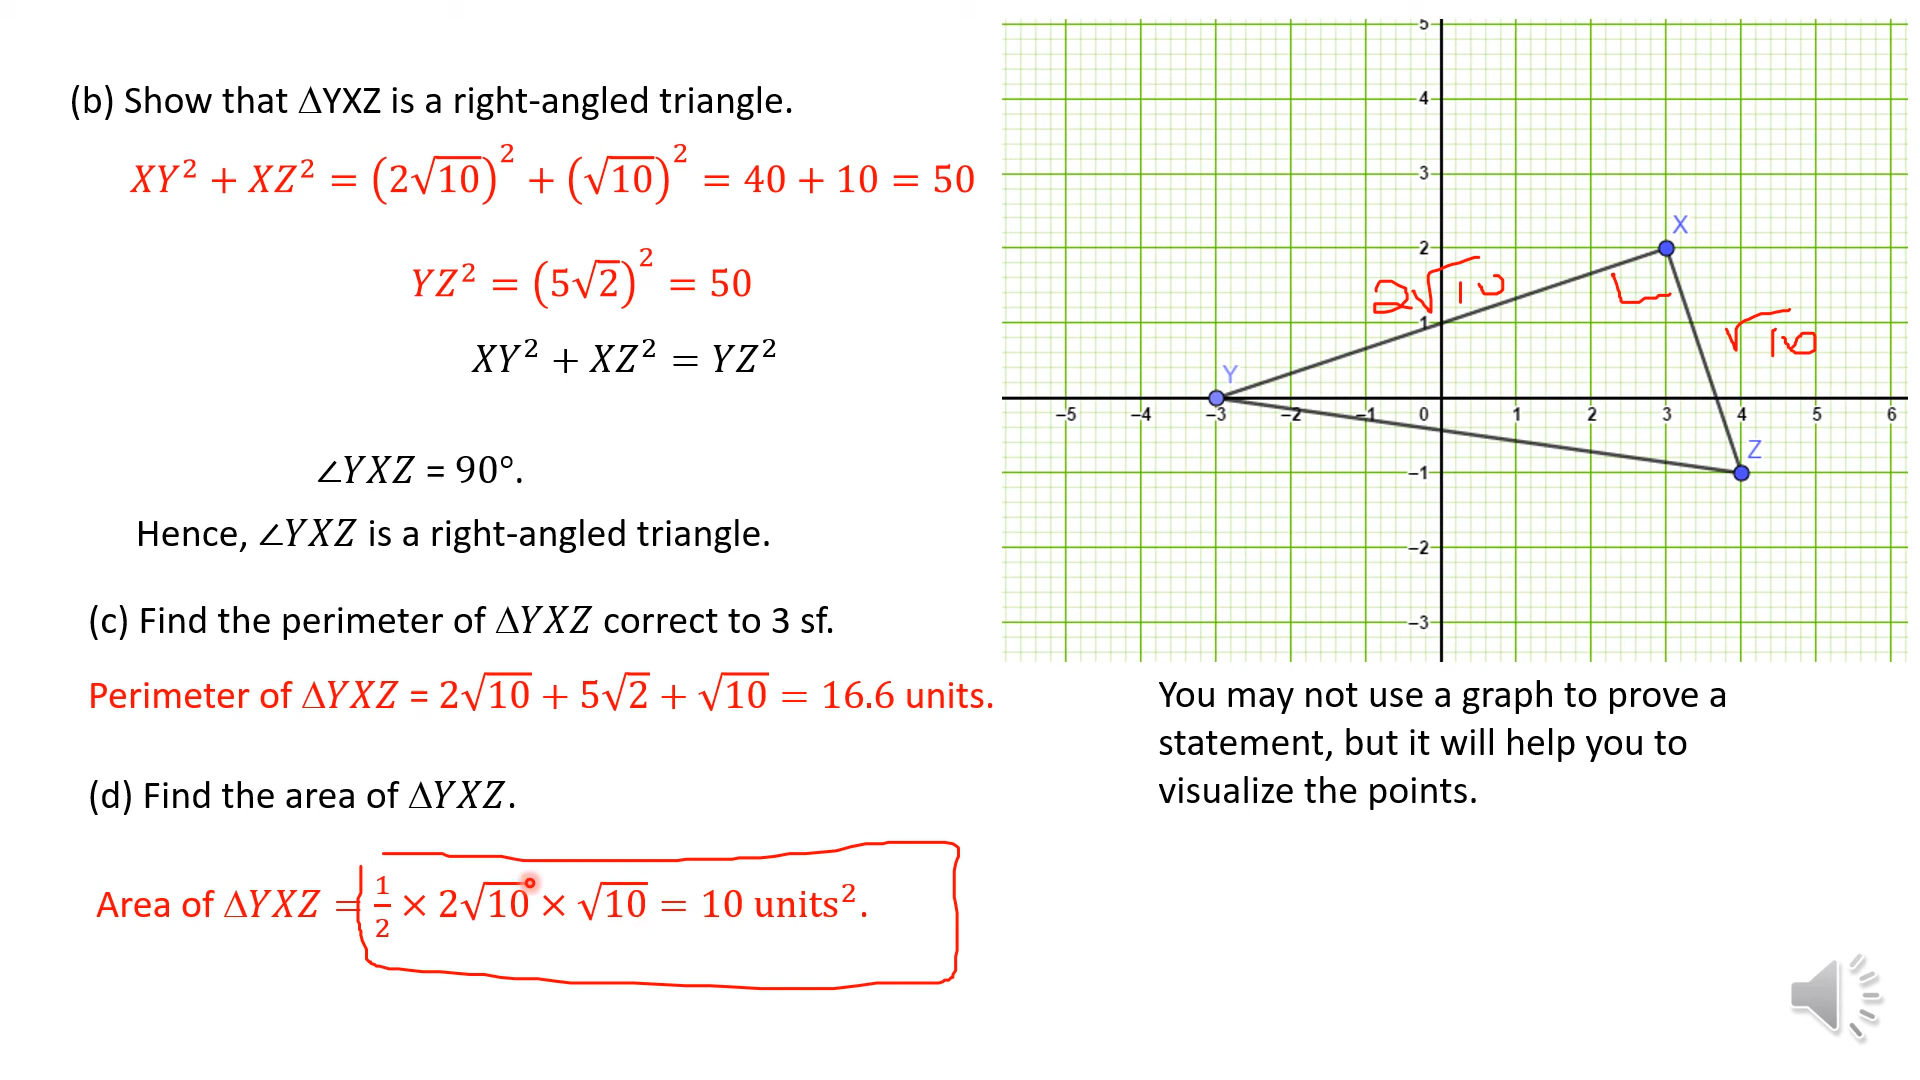 (b) Show that ΔYXZ is a right-angled triangle.
XY² + XZ² = (2√10)² + (√10)² = 40 + 10 = 50
YZ² = (5√2)² = 50
XY² + XZ² = YZ²
∠YXZ = 90°.
Hence, ∠YXZ is a right-angled triangle.
(c) Find the perimeter of ΔYXZ correct to 3 sf.
Perimeter of ΔYXZ = 2√10 + 5√2 + √10 = 16.6 units.
(d) Find the area of ΔYXZ.
Area of ΔYXZ = 1/2 × 2√10 × √10 = 10 units².
5
4
3
X
2
2√10
1
√10
Y
–5 –4 –3 –2 –1 0 1 2 3 4 5 6
Z
–1
–2
–3
You may not use a graph to prove a
statement, but it will help you to
visualize the points.